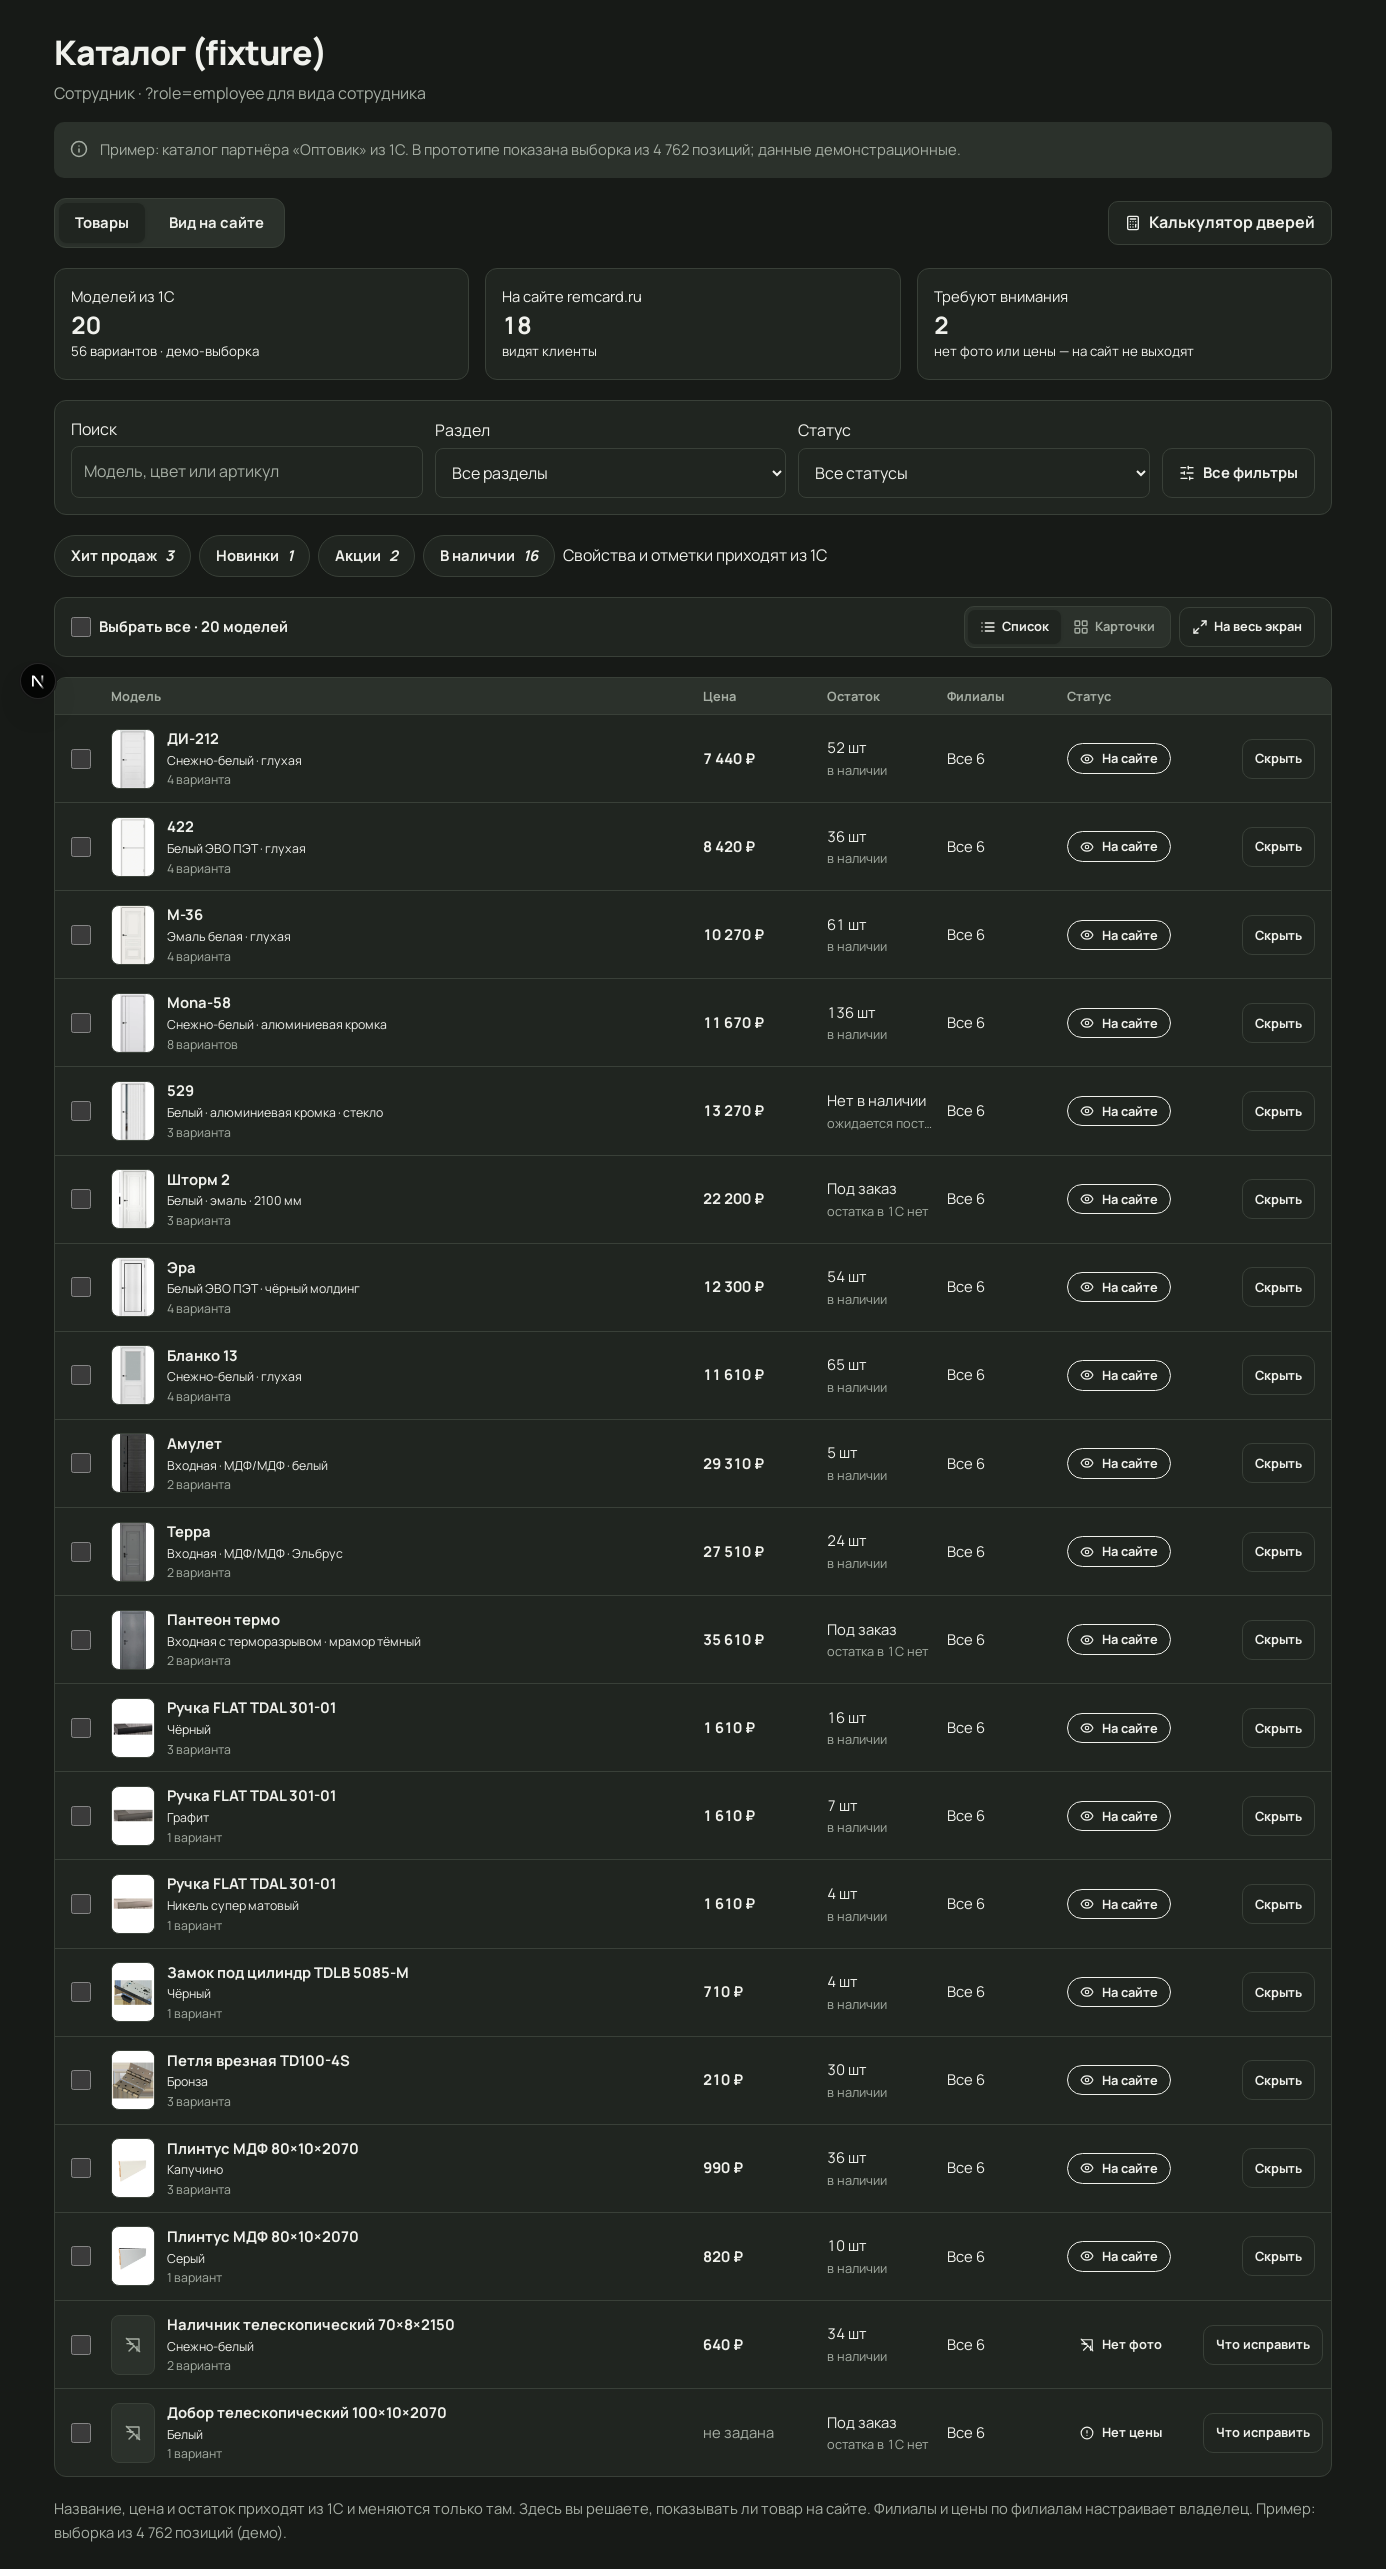 Каталог (fixture)
Сотрудник · ?role=employee для вида сотрудника
Пример: каталог партнёра «Оптовик» из 1С. В прототипе показана выборка из 4 762 позиций; данные демонстрационные.
Товары Вид на сайте Калькулятор дверей
Моделей из 1С
20
56 вариантов · демо-выборка
На сайте remcard.ru
18
видят клиенты
Требуют внимания
2
нет фото или цены — на сайт не выходят
Поиск Раздел Статус
Модель, цвет или артикул Все разделы Все статусы Все фильтры
Хит продаж 3 Новинки 1 Акции 2 В наличии 16 Свойства и отметки приходят из 1С
Выбрать все · 20 моделей Список Карточки На весь экран
N
Модель Цена Остаток Филиалы Статус
ДИ-212
Снежно-белый · глухая
4 варианта
7 440 ₽
52 шт
в наличии
Все 6 На сайте Скрыть
422
Белый ЭВО ПЭТ · глухая
4 варианта
8 420 ₽
36 шт
в наличии
Все 6 На сайте Скрыть
М-36
Эмаль белая · глухая
4 варианта
10 270 ₽
61 шт
в наличии
Все 6 На сайте Скрыть
Mona-58
Снежно-белый · алюминиевая кромка
8 вариантов
11 670 ₽
136 шт
в наличии
Все 6 На сайте Скрыть
529
Белый · алюминиевая кромка · стекло
3 варианта
13 270 ₽
Нет в наличии
ожидается пост...
Все 6 На сайте Скрыть
Шторм 2
Белый · эмаль · 2100 мм
3 варианта
22 200 ₽
Под заказ
остатка в 1С нет
Все 6 На сайте Скрыть
Эра
Белый ЭВО ПЭТ · чёрный молдинг
4 варианта
12 300 ₽
54 шт
в наличии
Все 6 На сайте Скрыть
Бланко 13
Снежно-белый · глухая
4 варианта
11 610 ₽
65 шт
в наличии
Все 6 На сайте Скрыть
Амулет
Входная · МДФ/МДФ · белый
2 варианта
29 310 ₽
5 шт
в наличии
Все 6 На сайте Скрыть
Терра
Входная · МДФ/МДФ · Эльбрус
2 варианта
27 510 ₽
24 шт
в наличии
Все 6 На сайте Скрыть
Пантеон термо
Входная с терморазрывом · мрамор тёмный
2 варианта
35 610 ₽
Под заказ
остатка в 1С нет
Все 6 На сайте Скрыть
Ручка FLAT TDAL 301-01
Чёрный
3 варианта
1 610 ₽
16 шт
в наличии
Все 6 На сайте Скрыть
Ручка FLAT TDAL 301-01
Графит
1 вариант
1 610 ₽
7 шт
в наличии
Все 6 На сайте Скрыть
Ручка FLAT TDAL 301-01
Никель супер матовый
1 вариант
1 610 ₽
4 шт
в наличии
Все 6 На сайте Скрыть
Замок под цилиндр TDLB 5085-M
Чёрный
1 вариант
710 ₽
4 шт
в наличии
Все 6 На сайте Скрыть
Петля врезная TD100-4S
Бронза
3 варианта
210 ₽
30 шт
в наличии
Все 6 На сайте Скрыть
Плинтус МДФ 80×10×2070
Капучино
3 варианта
990 ₽
36 шт
в наличии
Все 6 На сайте Скрыть
Плинтус МДФ 80×10×2070
Серый
1 вариант
820 ₽
10 шт
в наличии
Все 6 На сайте Скрыть
Наличник телескопический 70×8×2150
Снежно-белый
2 варианта
640 ₽
34 шт
в наличии
Все 6 Нет фото Что исправить
Добор телескопический 100×10×2070
Белый
1 вариант
не задана
Под заказ
остатка в 1С нет
Все 6 Нет цены Что исправить
Название, цена и остаток приходят из 1С и меняются только там. Здесь вы решаете, показывать ли товар на сайте. Филиалы и цены по филиалам настраивает владелец. Пример:
выборка из 4 762 позиций (демо).